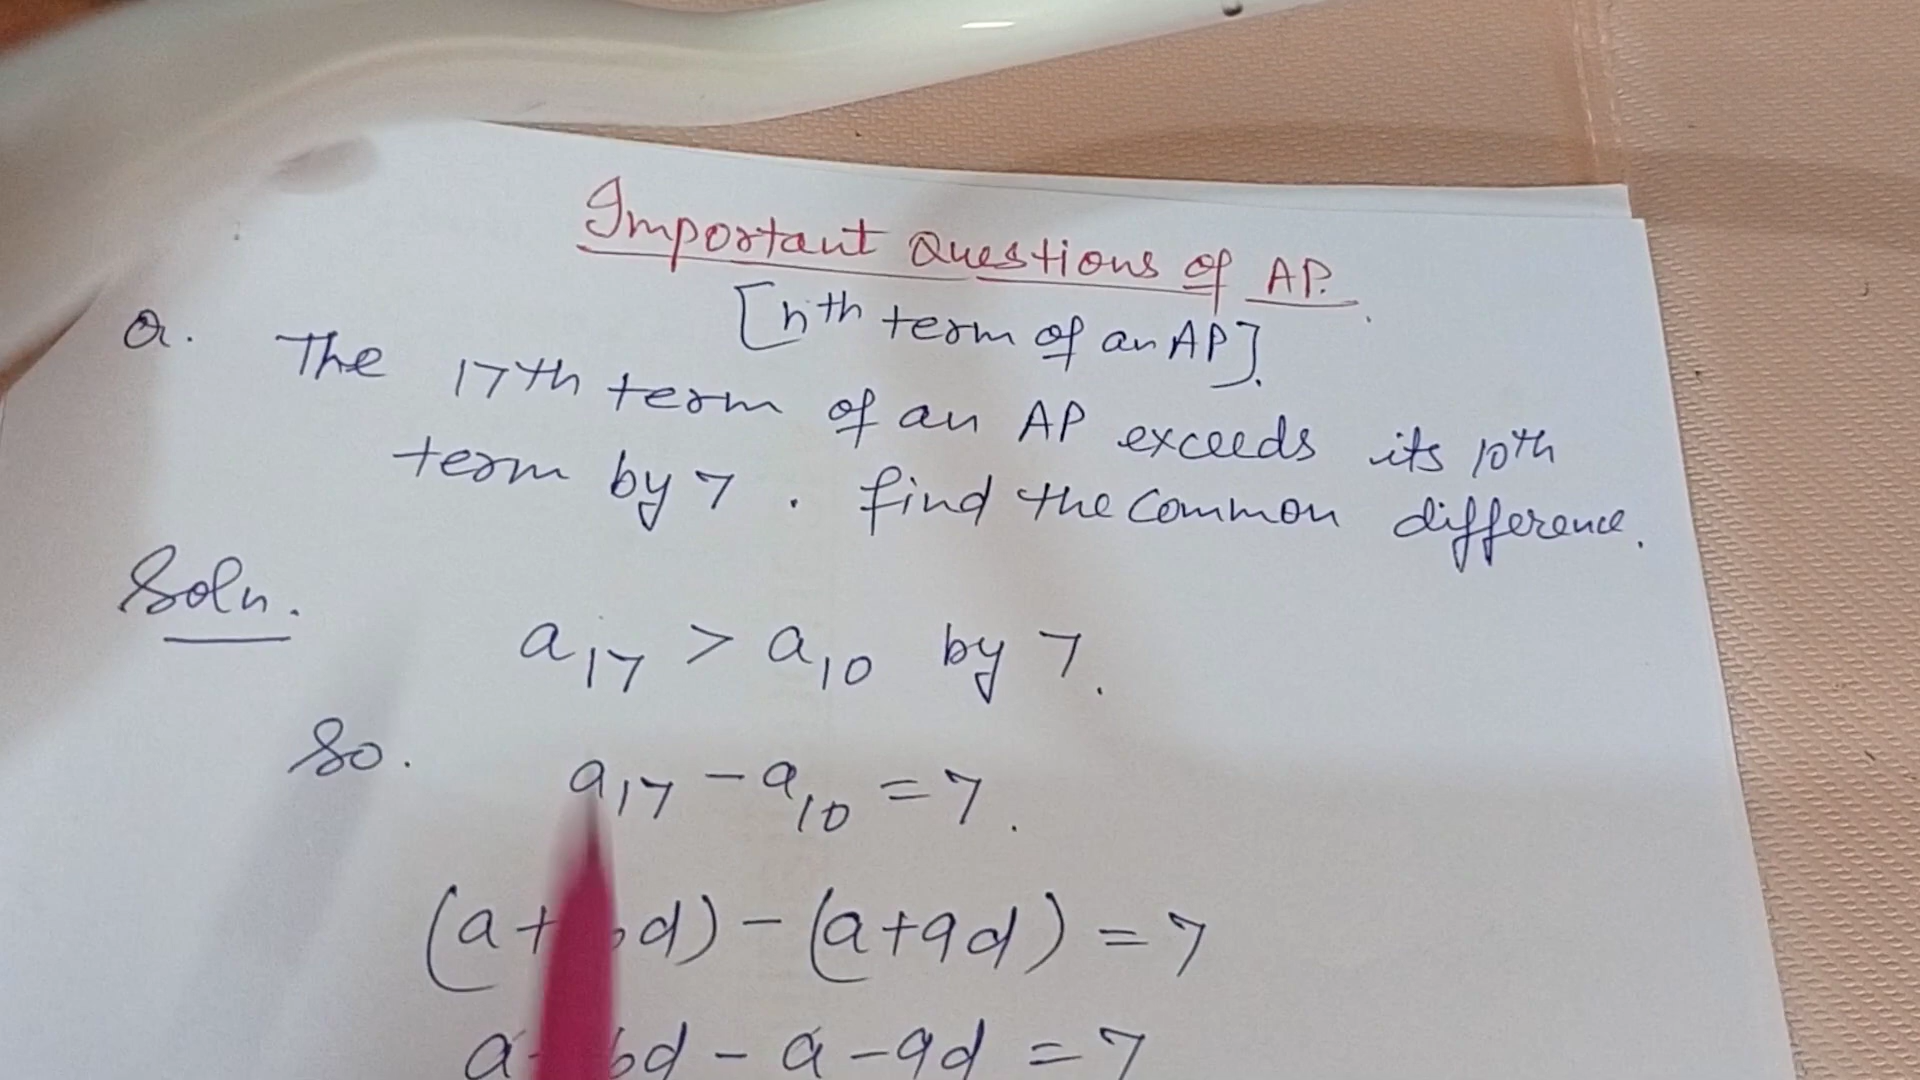 Important Questions of AP.
[nth term of an AP].
Q. The 17th term of an AP exceeds its 10th
term by 7. find the common difference.
Soln.
a17 > a10 by 7.
So. a17 - a10 = 7.
(a+ d) - (a+9d) = 7
a 6d - a - 9d = 7